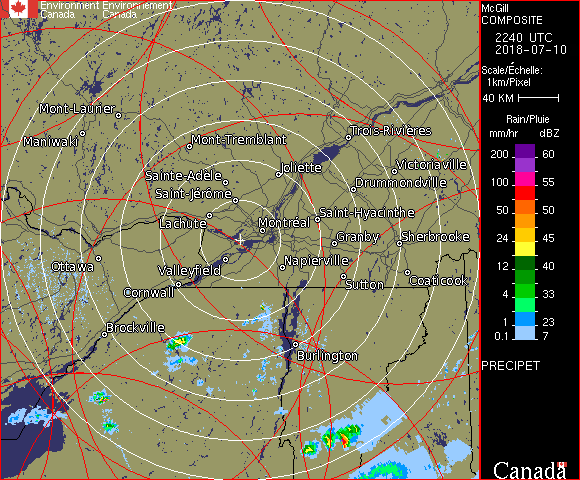 Environment Environnement
Canada Canada
McGill
COMPOSITE
2240 UTC
2018-07-10
Scale/Échelle:
1km/Pixel
40 KM
Rain/Pluie
mm/hr dBZ
200 60
100 55
50 50
24 45
12 40
4 33
1 23
0.1 7
PRECIPET
Canada
Mont-Laurier
Maniwaki
Mont-Tremblant
Trois-Rivières
Sainte-Adèle
Joliette
Victoriaville
Saint-Jérôme
Drummondville
Lachute
Montréal
Saint-Hyacinthe
Granby
Sherbrooke
Ottawa
Valleyfield
Napierville
Cornwall
Sutton
Coaticook
Brockville
Burlington